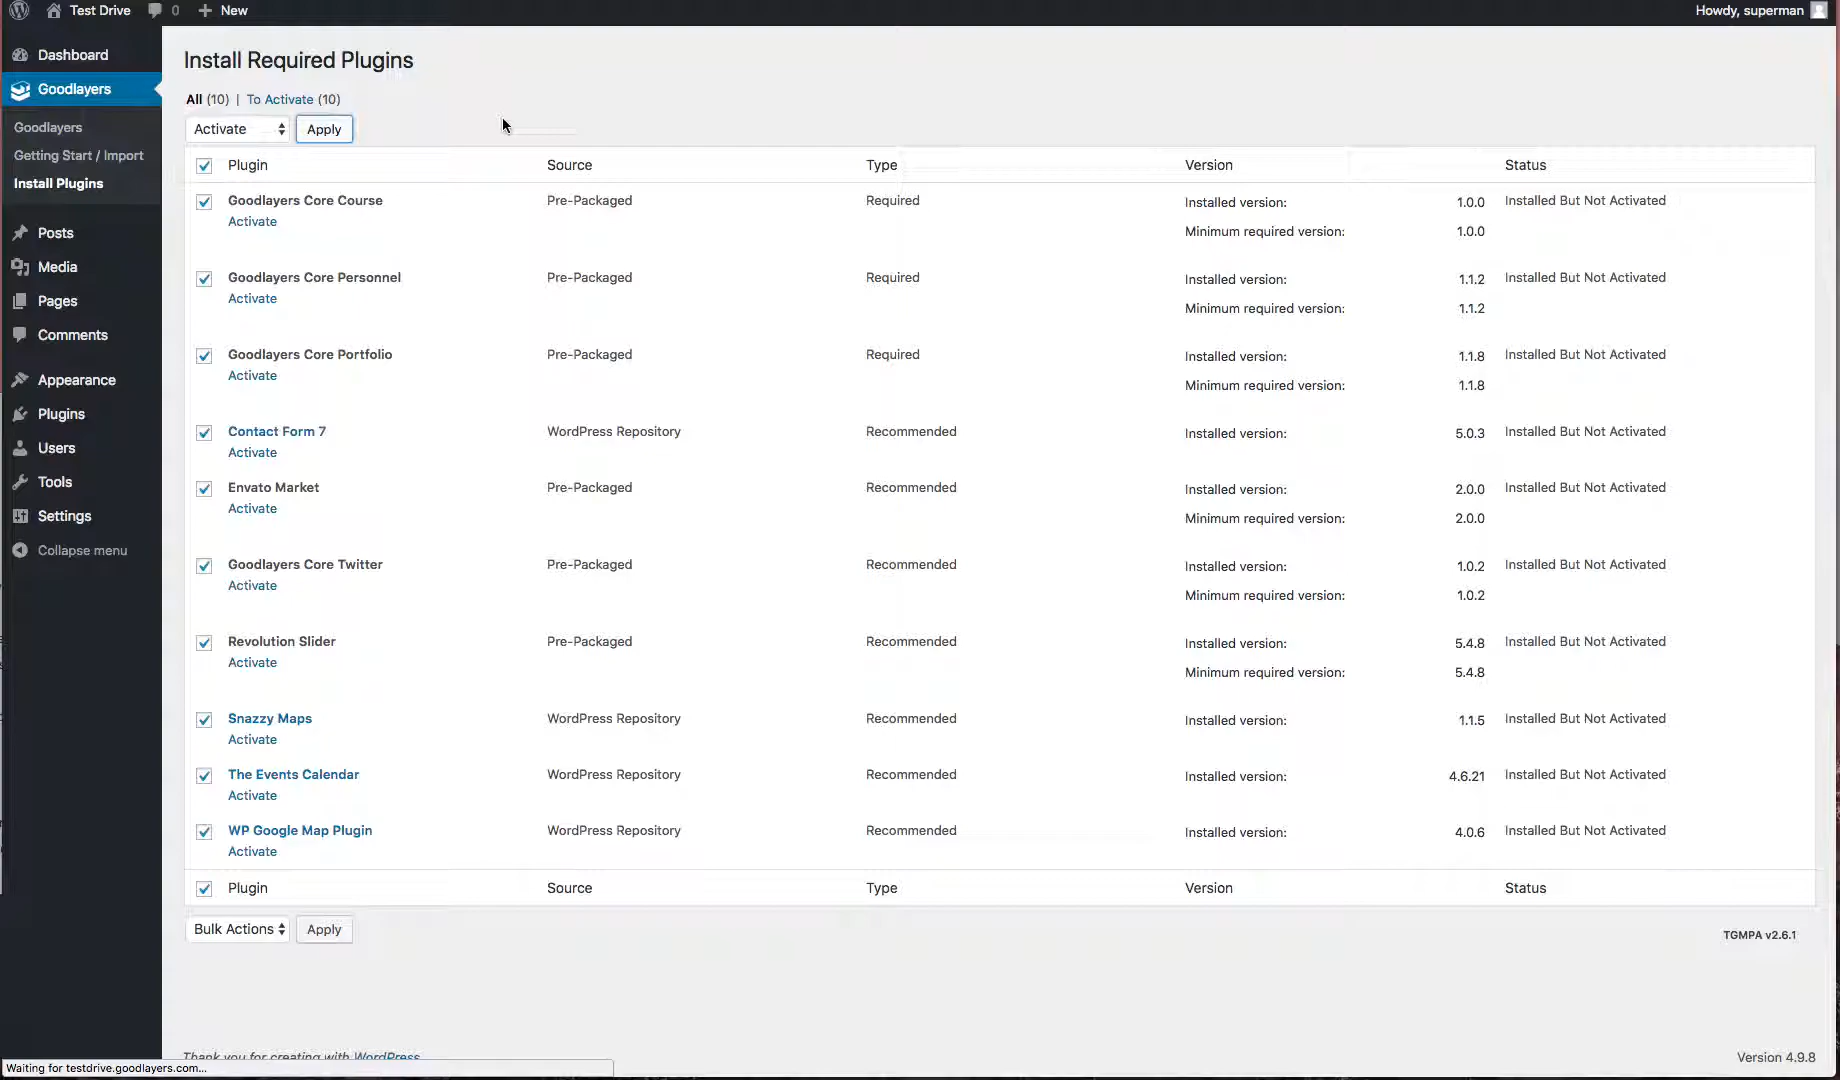 Test Drive 0 New Howdy, superman
Dashboard
Goodlayers
Goodlayers
Getting Start / Import
Install Plugins
Posts
Media
Pages
Comments
Appearance
Plugins
Users
Tools
Settings
Collapse menu
Install Required Plugins
All (10) | To Activate (10)
Activate Apply
Plugin Source Type Version Status
Goodlayers Core Course Pre-Packaged Required Installed version: 1.0.0 Installed But Not Activated
Activate Minimum required version: 1.0.0
Goodlayers Core Personnel Pre-Packaged Required Installed version: 1.1.2 Installed But Not Activated
Activate Minimum required version: 1.1.2
Goodlayers Core Portfolio Pre-Packaged Required Installed version: 1.1.8 Installed But Not Activated
Activate Minimum required version: 1.1.8
Contact Form 7 WordPress Repository Recommended Installed version: 5.0.3 Installed But Not Activated
Activate
Envato Market Pre-Packaged Recommended Installed version: 2.0.0 Installed But Not Activated
Activate Minimum required version: 2.0.0
Goodlayers Core Twitter Pre-Packaged Recommended Installed version: 1.0.2 Installed But Not Activated
Activate Minimum required version: 1.0.2
Revolution Slider Pre-Packaged Recommended Installed version: 5.4.8 Installed But Not Activated
Activate Minimum required version: 5.4.8
Snazzy Maps WordPress Repository Recommended Installed version: 1.1.5 Installed But Not Activated
Activate
The Events Calendar WordPress Repository Recommended Installed version: 4.6.21 Installed But Not Activated
Activate
WP Google Map Plugin WordPress Repository Recommended Installed version: 4.0.6 Installed But Not Activated
Activate
Plugin Source Type Version Status
Bulk Actions Apply
TGMPA v2.6.1
Thank you for creating with WordPress Version 4.9.8
Waiting for testdrive.goodlayers.com...